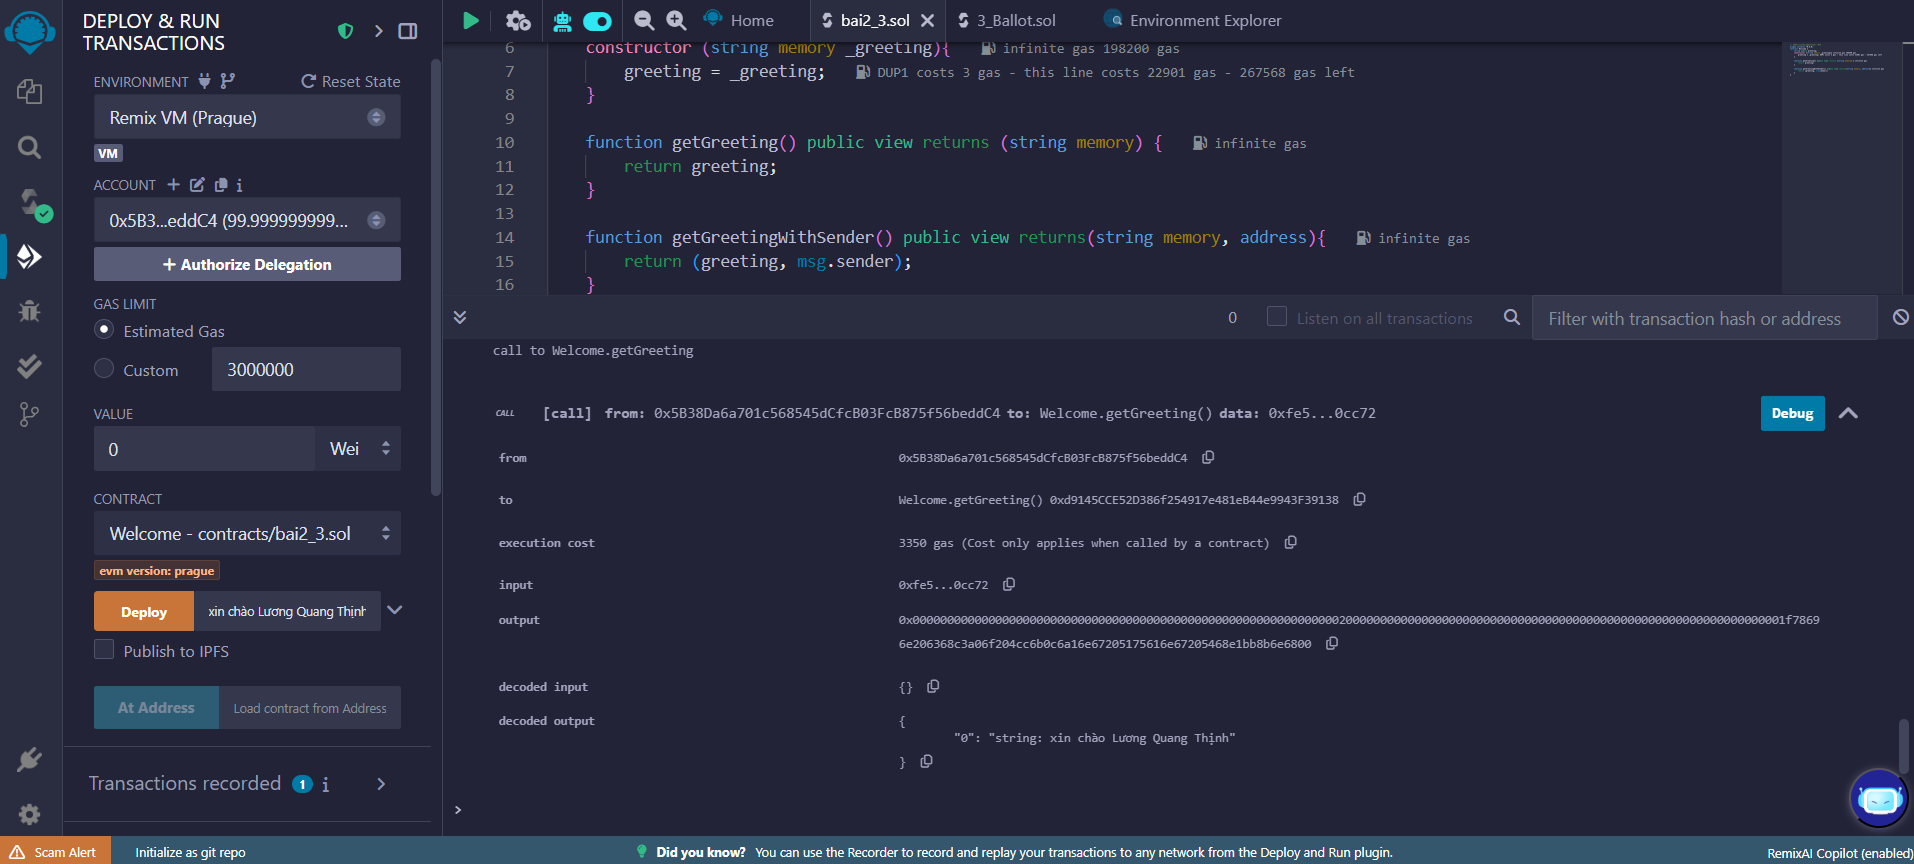 DEPLOY & RUN
TRANSACTIONS
ENVIRONMENT
Reset State
Remix VM (Prague)
VM
ACCOUNT
0x5B3...eddC4 (99.999999999...
+ Authorize Delegation
GAS LIMIT
Estimated Gas
Custom
3000000
VALUE
0
Wei
CONTRACT
Welcome - contracts/bai2_3.sol
evm version: prague
Deploy
xin chào Lương Quang Thịnh
Publish to IPFS
At Address
Load contract from Address
Transactions recorded 1 i
Home
bai2_3.sol
3_Ballot.sol
Environment Explorer
6 constructor (string memory _greeting){ infinite gas 198200 gas
7 greeting = _greeting; DUP1 costs 3 gas - this line costs 22901 gas - 267568 gas left
8 }
9
10 function getGreeting() public view returns (string memory) { infinite gas
11 return greeting;
12 }
13
14 function getGreetingWithSender() public view returns(string memory, address){ infinite gas
15 return (greeting, msg.sender);
16 }
0
Listen on all transactions
Filter with transaction hash or address
call to Welcome.getGreeting
CALL [call] from: 0x5B38Da6a701c568545dCfcB03FcB875f56beddC4 to: Welcome.getGreeting() data: 0xfe5...0cc72
Debug
from 0x5B38Da6a701c568545dCfcB03FcB875f56beddC4
to Welcome.getGreeting() 0xd9145CCE52D386f254917e481eB44e9943F39138
execution cost 3350 gas (Cost only applies when called by a contract)
input 0xfe5...0cc72
output 0x0000000000000000000000000000000000000000000000000000000000000020000000000000000000000000000000000000000000000000000000000000001f7869
6e206368c3a06f204cc6b0c6a16e67205175616e67205468e1bb8b6e6800
decoded input {}
decoded output {
"0": "string: xin chào Lương Quang Thịnh"
}
>
Scam Alert
Initialize as git repo
Did you know? You can use the Recorder to record and replay your transactions to any network from the Deploy and Run plugin.
RemixAI Copilot (enabled)